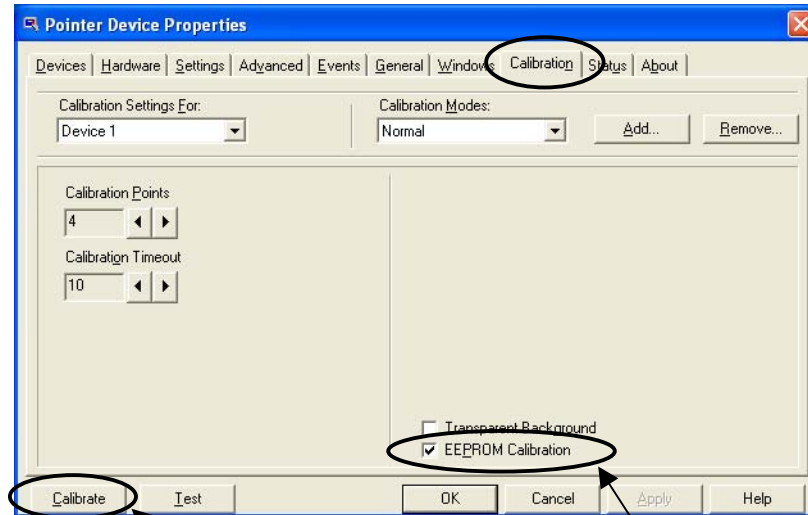 Pointer Device Properties
Devices Hardware Settings Advanced Events General Windows Calibration Status About
Calibration Settings For: Calibration Modes:
Device 1 Normal Add... Remove...
Calibration Points
4
Calibration Timeout
10
Transparent Background
EEPROM Calibration
Calibrate Test OK Cancel Apply Help